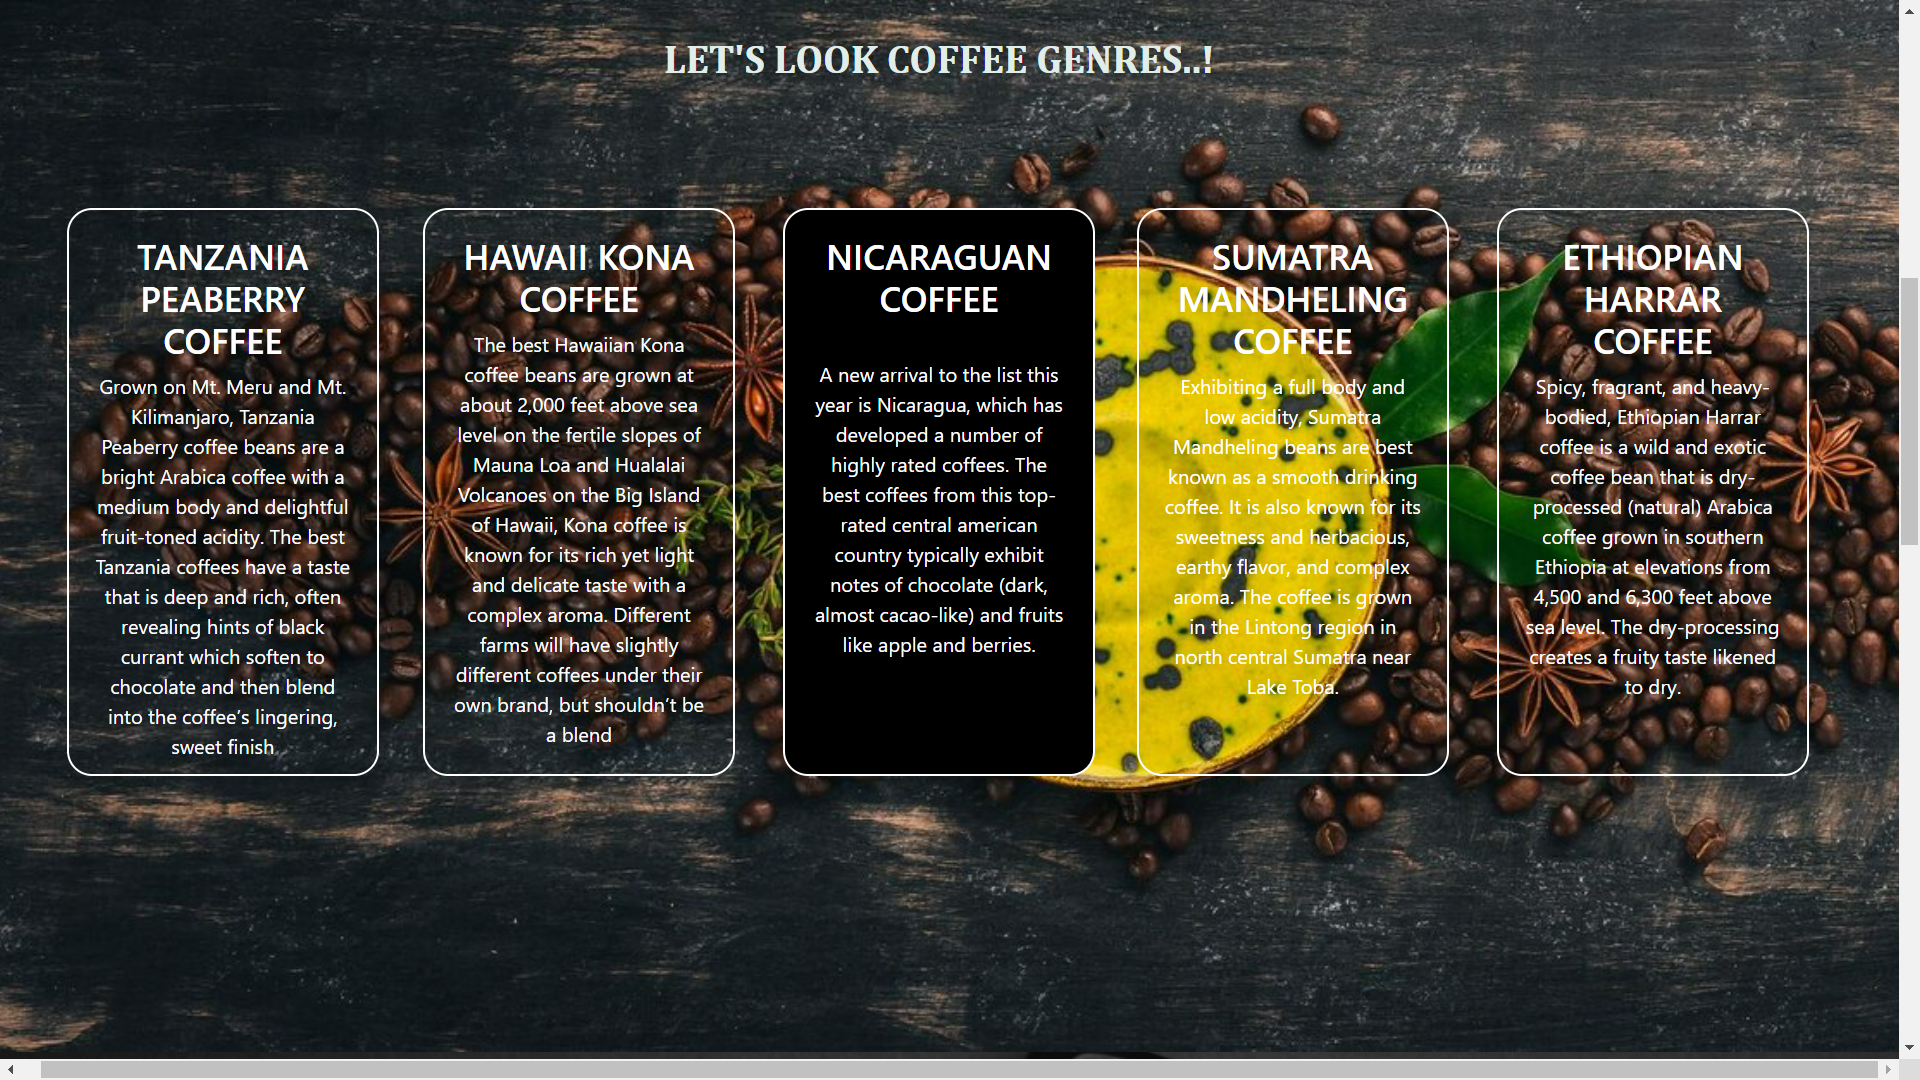 LET'S LOOK COFFEE GENRES..!
TANZANIA
PEABERRY
COFFEE
Grown on Mt. Meru and Mt.
Kilimanjaro, Tanzania
Peaberry coffee beans are a
bright Arabica coffee with a
medium body and delightful
fruit-toned acidity. The best
Tanzania coffees have a taste
that is deep and rich, often
revealing hints of black
currant which soften to
chocolate and then blend
into the coffee’s lingering,
sweet finish
HAWAII KONA
COFFEE
The best Hawaiian Kona
coffee beans are grown at
about 2,000 feet above sea
level on the fertile slopes of
Mauna Loa and Hualalai
Volcanoes on the Big Island
of Hawaii, Kona coffee is
known for its rich yet light
and delicate taste with a
complex aroma. Different
farms will have slightly
different coffees under their
own brand, but shouldn’t be
a blend
NICARAGUAN
COFFEE
A new arrival to the list this
year is Nicaragua, which has
developed a number of
highly rated coffees. The
best coffees from this top-
rated central american
country typically exhibit
notes of chocolate (dark,
almost cacao-like) and fruits
like apple and berries.
SUMATRA
MANDHELING
COFFEE
Exhibiting a full body and
low acidity, Sumatra
Mandheling beans are best
known as a smooth drinking
coffee. It is also known for its
sweetness and herbacious,
earthy flavor, and complex
aroma. The coffee is grown
in the Lintong region in
north central Sumatra near
Lake Toba.
ETHIOPIAN
HARRAR
COFFEE
Spicy, fragrant, and heavy-
bodied, Ethiopian Harrar
coffee is a wild and exotic
coffee bean that is dry-
processed (natural) Arabica
coffee grown in southern
Ethiopia at elevations from
4,500 and 6,300 feet above
sea level. The dry-processing
creates a fruity taste likened
to dry.